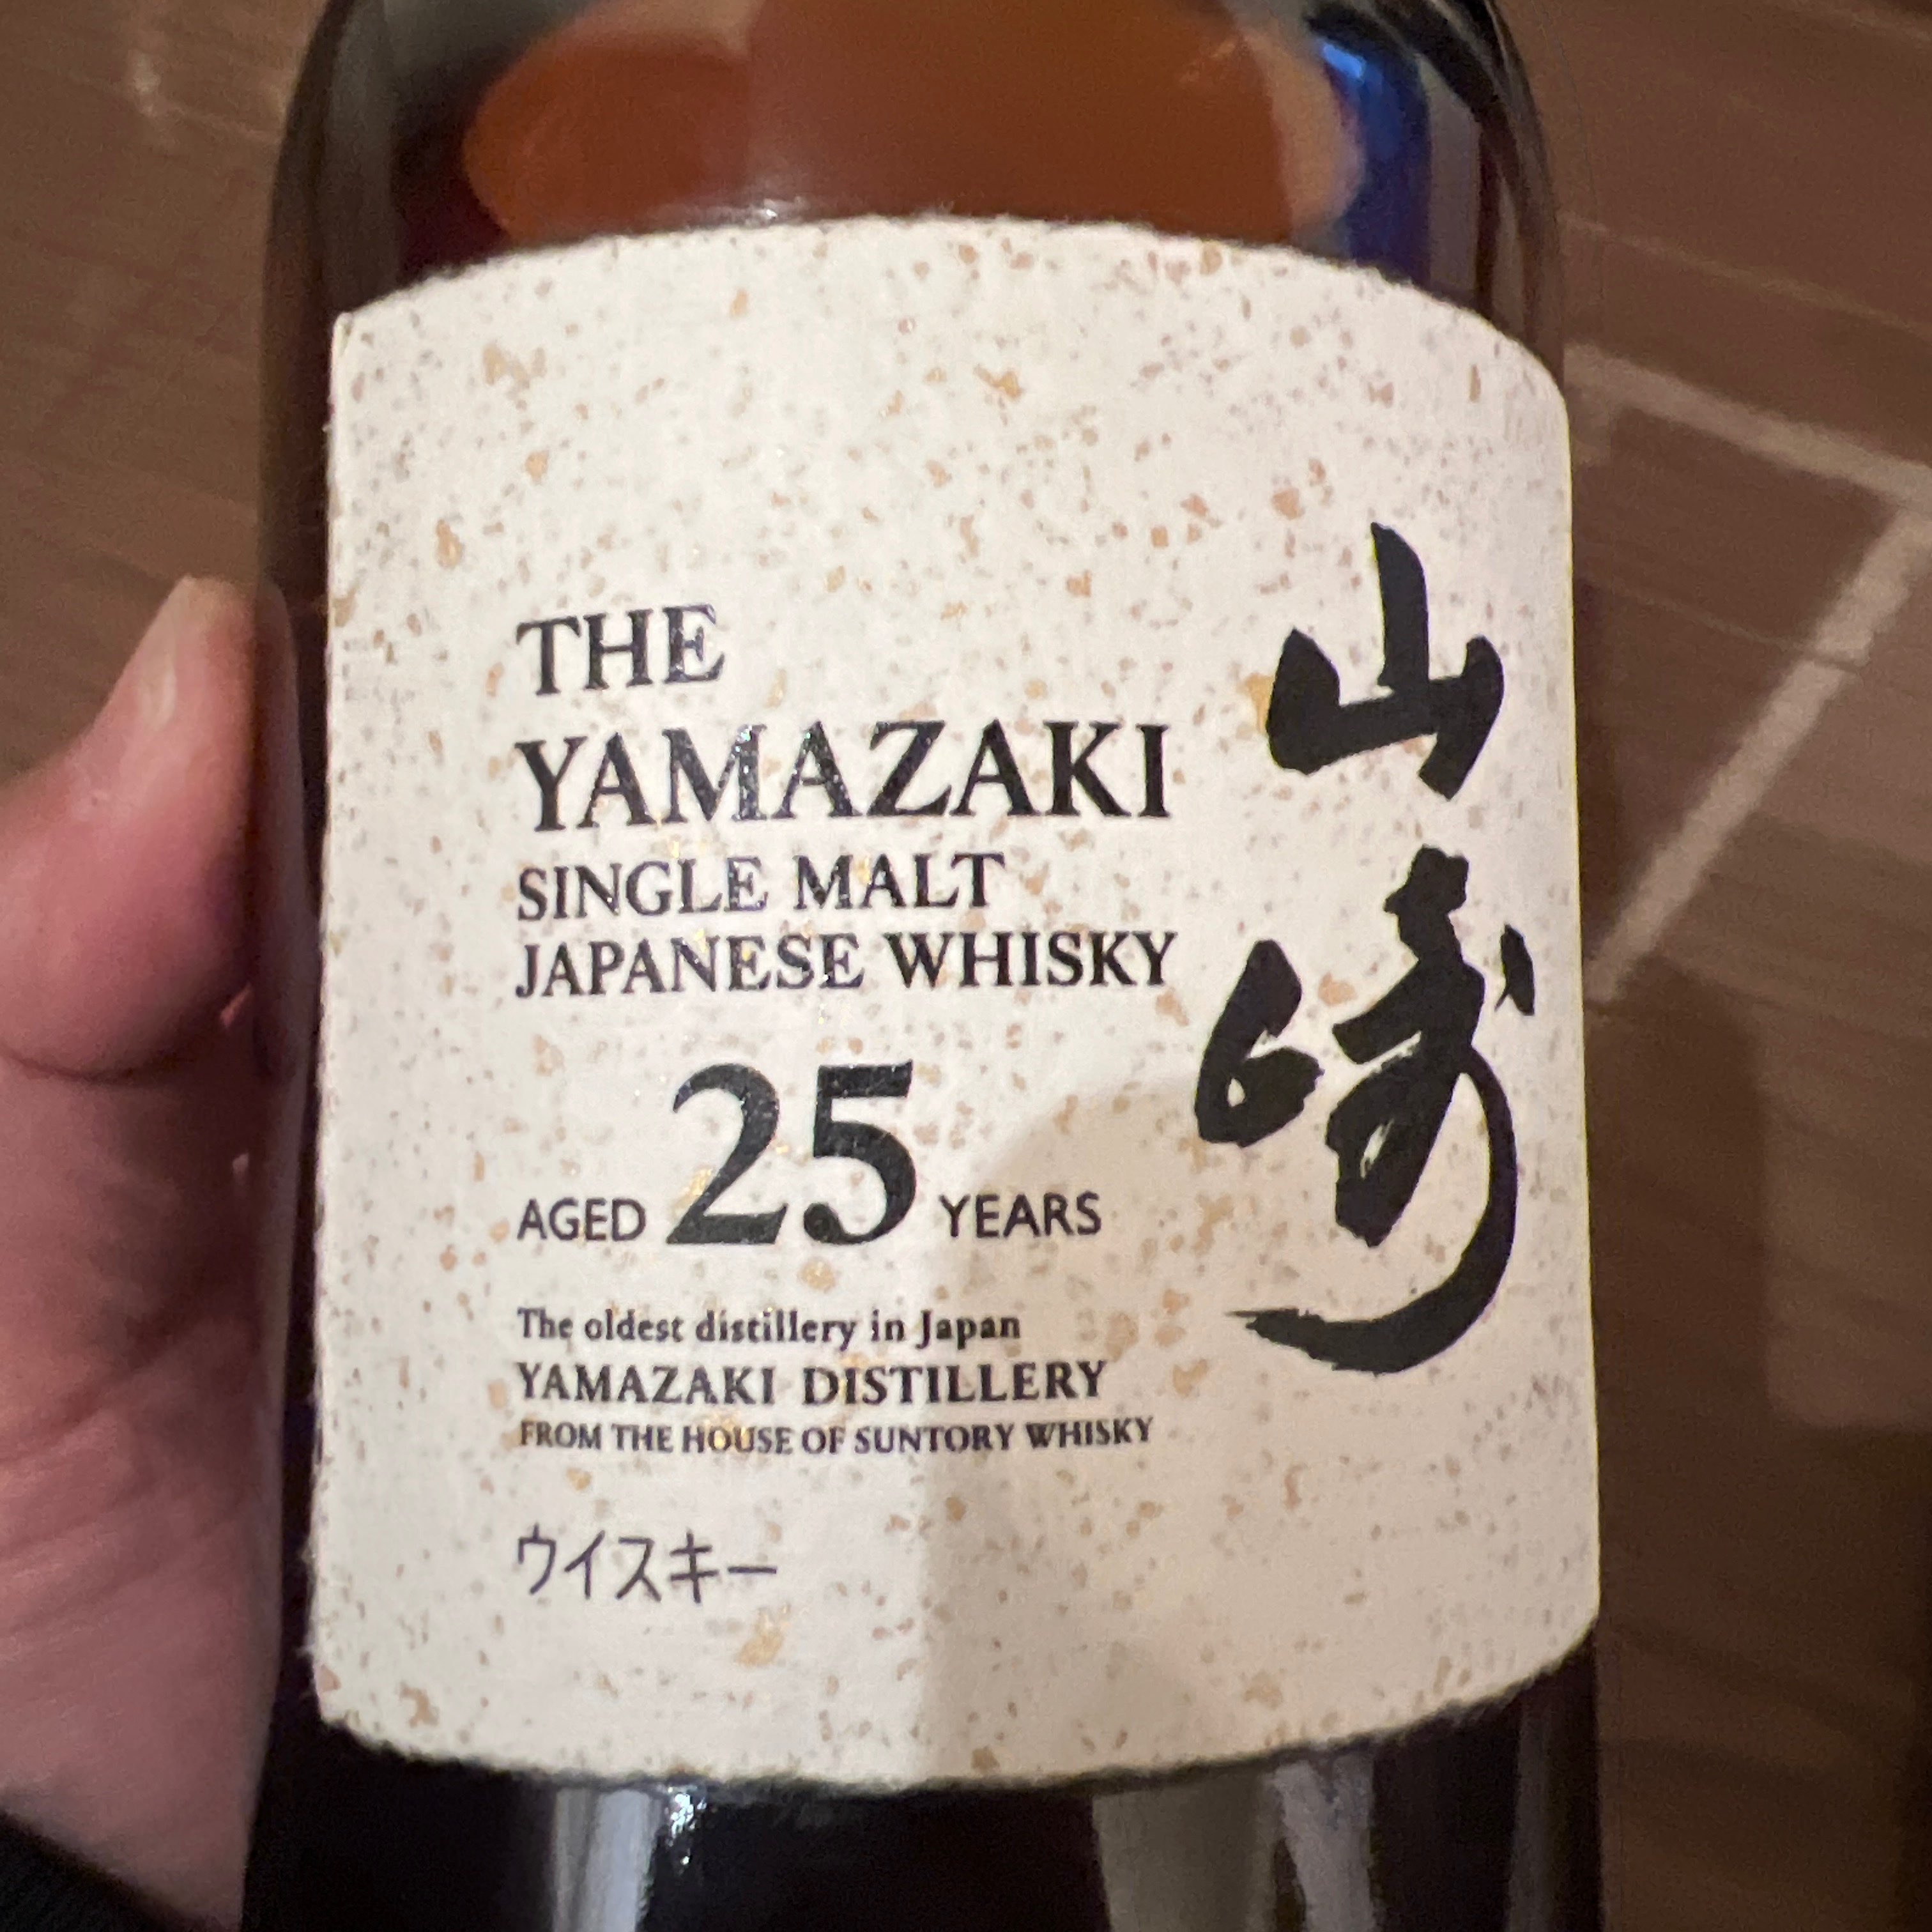 THE
YAMAZAKI
SINGLE MALT
JAPANESE WHISKY
AGED 25 YEARS
The oldest distillery in Japan
YAMAZAKI DISTILLERY
FROM THE HOUSE OF SUNTORY WHISKY
ウイスキー
山崎